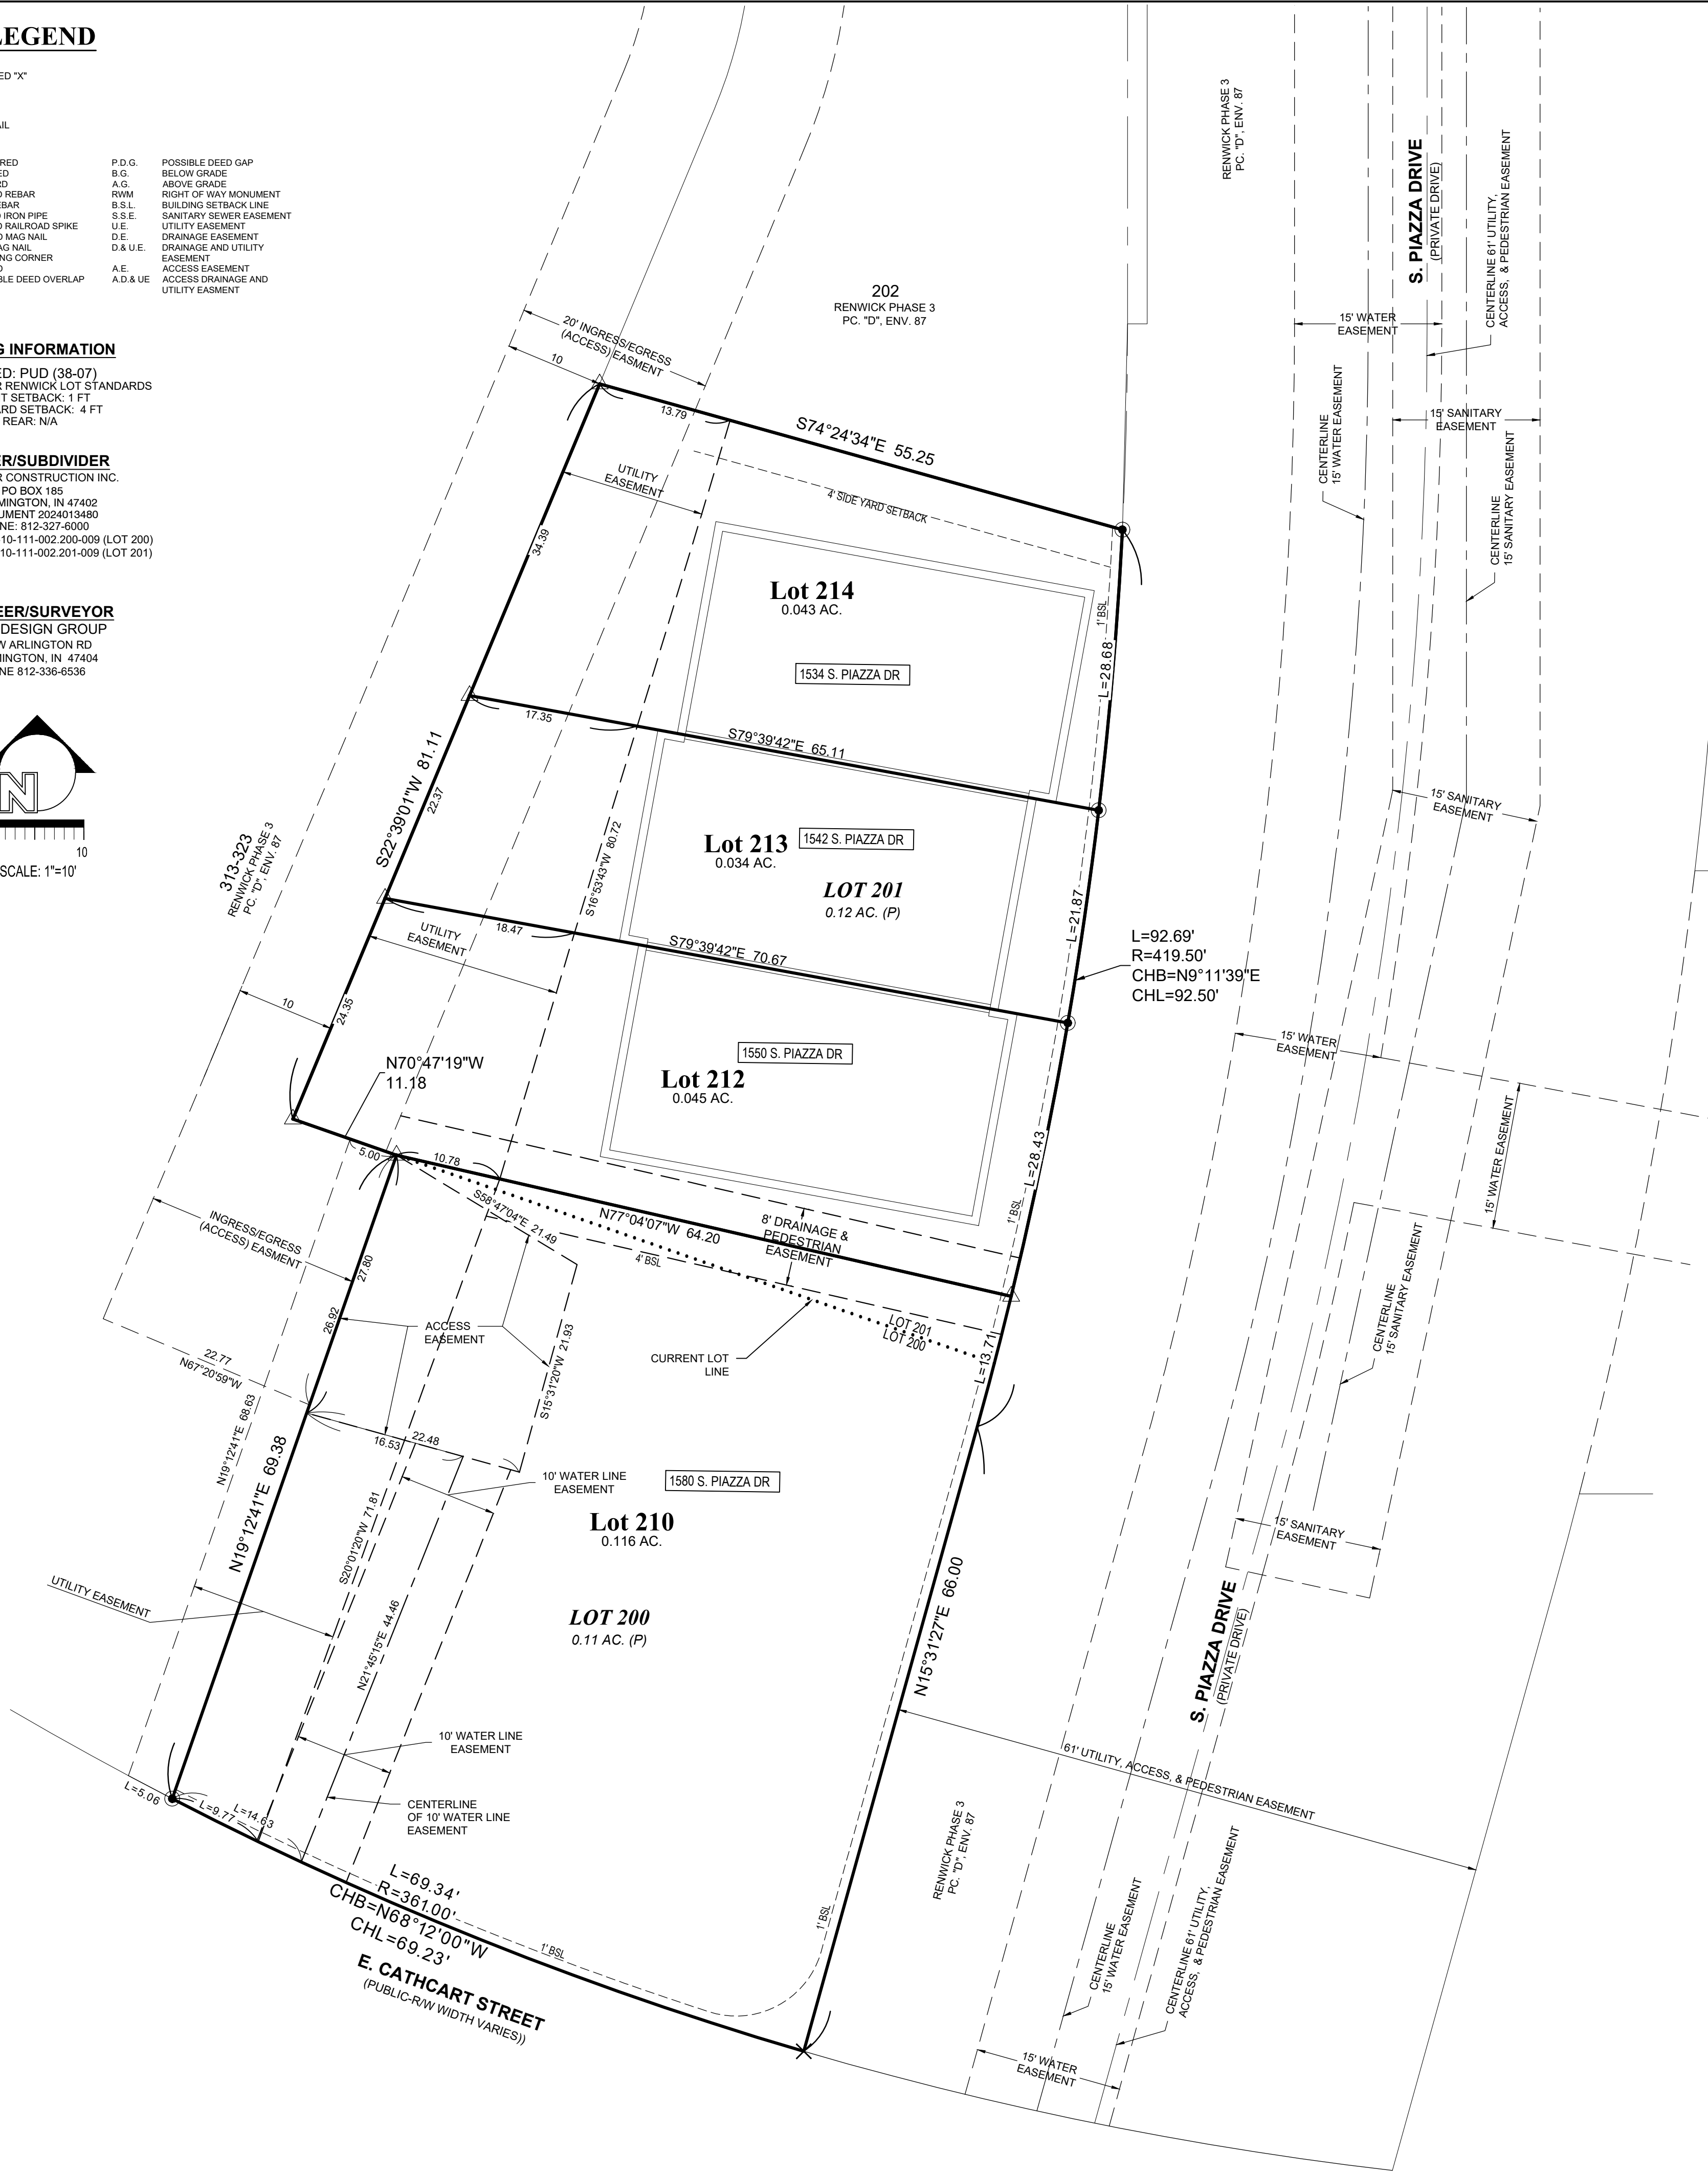 LEGEND
ED "X"
RED
ED
RD
D REBAR
EBAR
D IRON PIPE
D RAILROAD SPIKE
D MAG NAIL
AG NAIL
NG CORNER
D
BLE DEED OVERLAP
P.D.G. POSSIBLE DEED GAP
B.G. BELOW GRADE
A.G. ABOVE GRADE
RWM RIGHT OF WAY MONUMENT
B.S.L. BUILDING SETBACK LINE
S.S.E. SANITARY SEWER EASEMENT
U.E. UTILITY EASEMENT
D.E. DRAINAGE EASEMENT
D.& U.E. DRAINAGE AND UTILITY
EASEMENT
A.E. ACCESS EASEMENT
A.D.& UE ACCESS DRAINAGE AND
UTILITY EASMENT
G INFORMATION
ED: PUD (38-07)
R RENWICK LOT STANDARDS
T SETBACK: 1 FT
ARD SETBACK: 4 FT
REAR: N/A
ER/SUBDIVIDER
R CONSTRUCTION INC.
PO BOX 185
MINGTON, IN 47402
UMENT 2024013480
NE: 812-327-6000
10-111-002.200-009 (LOT 200)
10-111-002.201-009 (LOT 201)
EER/SURVEYOR
DESIGN GROUP
W ARLINGTON RD
MINGTON, IN 47404
NE 812-336-6536
N
10
SCALE: 1"=10'
RENWICK PHASE 3
PC. "D", ENV. 87
S. PIAZZA DRIVE
(PRIVATE DRIVE)
CENTERLINE 61' UTILITY,
ACCESS, & PEDESTRIAN EASEMENT
202
RENWICK PHASE 3
PC. "D", ENV. 87
15' WATER
EASEMENT
20' INGRESS/EGRESS
(ACCESS) EASMENT
10
13.79
S74°24'34"E 55.25
CENTERLINE
15' WATER EASEMENT
15' SANITARY
EASEMENT
CENTERLINE
15' SANITARY EASEMENT
UTILITY
EASEMENT
4' SIDE YARD SETBACK
34.39
Lot 214
0.043 AC.
1' BSL
L=28.68
1534 S. PIAZZA DR
17.35
S79°39'42"E 65.11
S22°39'01"W 81.11
22.37
15' SANITARY
EASEMENT
313-323
RENWICK PHASE 3
PC. "D", ENV. 87
S16°53'43"W 80.72
Lot 213
0.034 AC.
1542 S. PIAZZA DR
LOT 201
0.12 AC. (P)
L=21.87
18.47
S79°39'42"E 70.67
UTILITY
EASEMENT
L=92.69'
R=419.50'
CHB=N9°11'39"E
CHL=92.50'
10
24.35
N70°47'19"W
11.18
1550 S. PIAZZA DR
Lot 212
0.045 AC.
15' WATER
EASEMENT
15' WATER EASEMENT
5.00
10.78
L=28.43
1' BSL
S58°47'04"E 21.49
N77°04'07"W 64.20
8' DRAINAGE &
PEDESTRIAN
EASEMENT
4' BSL
INGRESS/EGRESS
(ACCESS) EASMENT
27.80
26.92
ACCESS
EASEMENT
S15°31'20"W 21.93
CURRENT LOT
LINE
LOT 201
LOT 200
L=13.71
CENTERLINE
15' SANITARY EASEMENT
22.77
N67°20'59"W
N19°12'41"E 68.63
N19°12'41"E 69.38
16.53
22.48
10' WATER LINE
EASEMENT
1580 S. PIAZZA DR
Lot 210
0.116 AC.
S20°01'20"W 71.81
15' SANITARY
EASEMENT
UTILITY EASEMENT
N21°45'15"E 44.46
LOT 200
0.11 AC. (P)
N15°31'27"E 66.00
S. PIAZZA DRIVE
(PRIVATE DRIVE)
10' WATER LINE
EASEMENT
61' UTILITY, ACCESS, & PEDESTRIAN EASEMENT
L=5.06
L=9.77
L=14.63
CENTERLINE
OF 10' WATER LINE
EASEMENT
L=69.34'
R=361.00'
CHB=N68°12'00"W
CHL=69.23'
1' BSL
1' BSL
E. CATHCART STREET
(PUBLIC-R/W WIDTH VARIES))
RENWICK PHASE 3
PC. "D", ENV. 87
CENTERLINE
15' WATER EASEMENT
CENTERLINE 61' UTILITY,
ACCESS, & PEDESTRIAN EASEMENT
15' WATER
EASEMENT